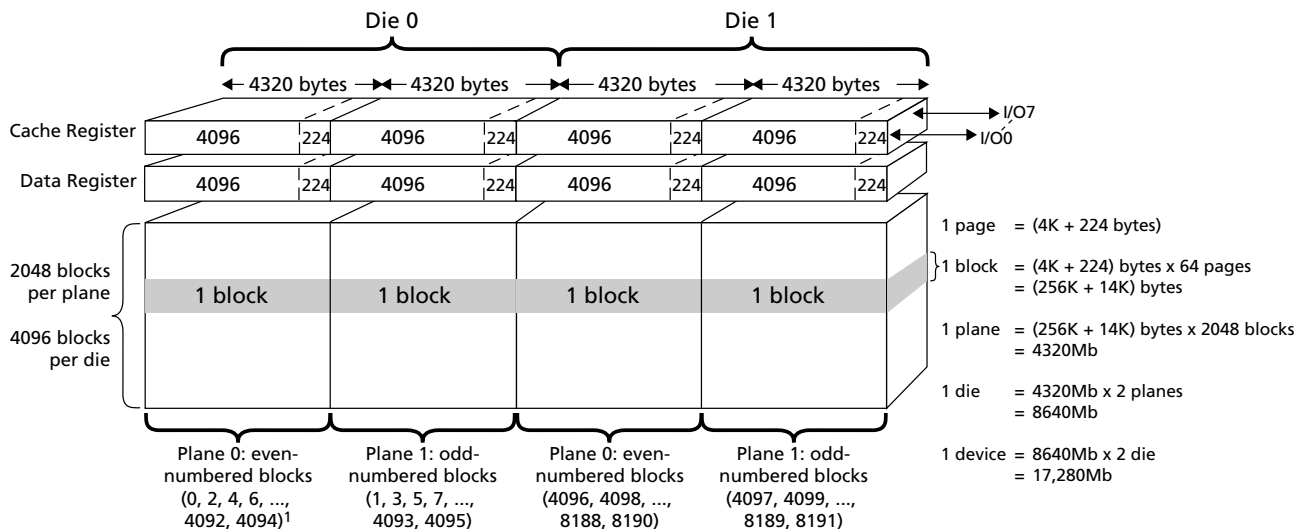 Die 0 Die 1
4320 bytes 4320 bytes 4320 bytes 4320 bytes
I/O7
Cache Register 4096 224 4096 224 4096 224 4096 224
I/O0
Data Register 4096 224 4096 224 4096 224 4096 224
1 page = (4K + 224 bytes)
2048 blocks
per plane
1 block 1 block 1 block 1 block
1 block = (4K + 224) bytes x 64 pages
= (256K + 14K) bytes
4096 blocks
per die
1 plane = (256K + 14K) bytes x 2048 blocks
= 4320Mb
1 die = 4320Mb x 2 planes
= 8640Mb
1 device = 8640Mb x 2 die
= 17,280Mb
Plane 0: even-
numbered blocks
(0, 2, 4, 6, ...,
4092, 4094)1
Plane 1: odd-
numbered blocks
(1, 3, 5, 7, ...,
4093, 4095)
Plane 0: even-
numbered blocks
(4096, 4098, ...,
8188, 8190)
Plane 1: odd-
numbered blocks
(4097, 4099, ...,
8189, 8191)